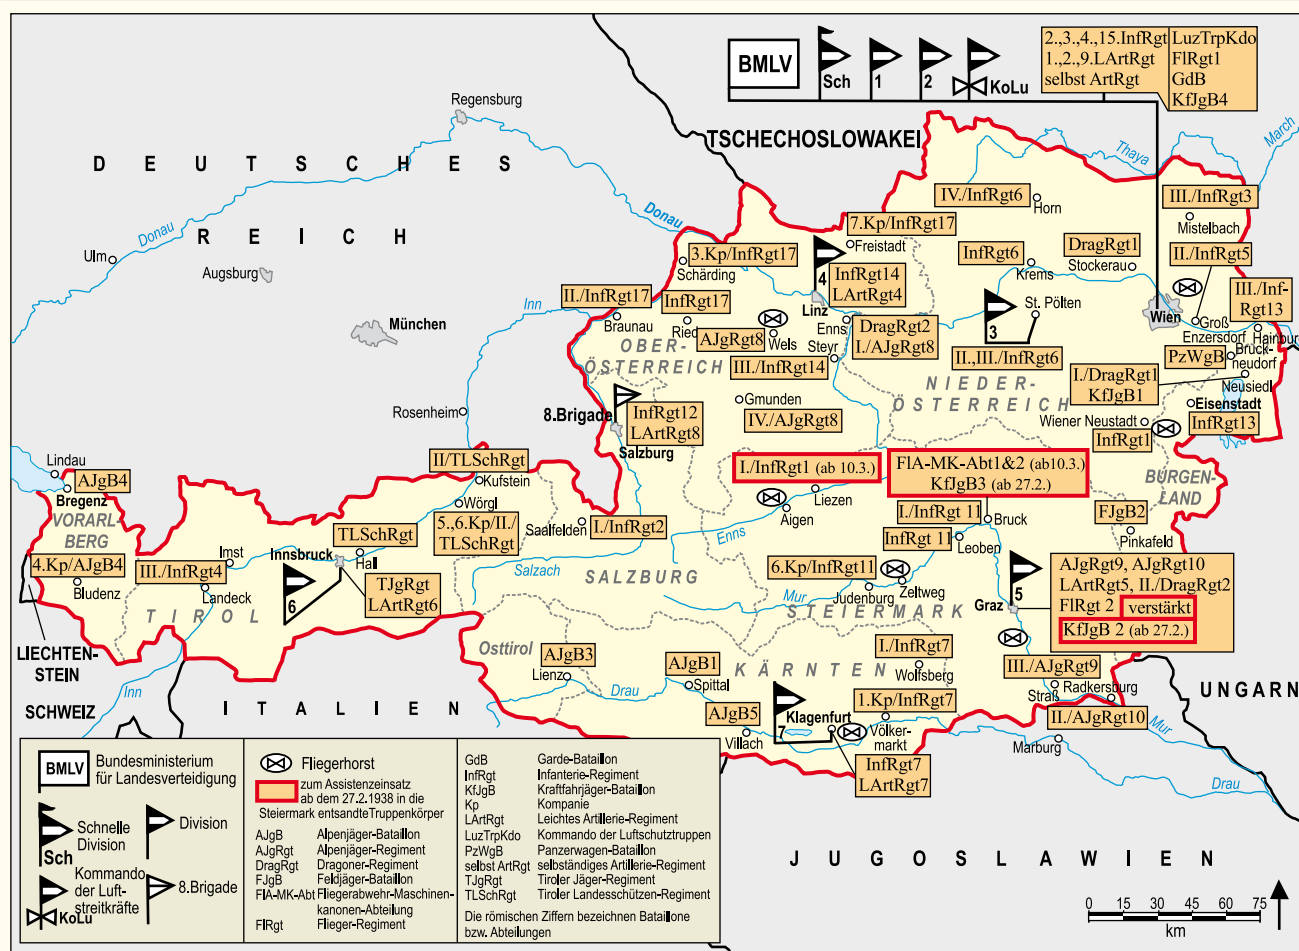 BMLV
Sch
1
2
KoLu
2.,3.,4.,15.InfRgt
1.,2.,9.LArtRgt
selbst ArtRgt
LuzTrpKdo
FlRgt1
GdB
KfJgB4
Regensburg
TSCHECHOSLOWAKEI
Thaya
March
DEUTSCHES
REICH
Donau
Donau
Ulm
Augsburg
München
Inn
Rosenheim
IV./InfRgt6
Horn
III./InfRgt3
Mistelbach
7.Kp/InfRgt17
Freistadt
3.Kp/InfRgt17
Schärding
4
InfRgt14
LArtRgt4
Linz
InfRgt6
Krems
DragRgt1
Stockerau
II./InfRgt5
III./Inf-
Rgt13
II./InfRgt17
Braunau
InfRgt17
Ried
AJgRgt8
Wels
Enns
DragRgt2
I./AJgRgt8
Steyr
III./InfRgt14
3
St. Pölten
II.,III./InfRgt6
Wien
Groß
Enzersdorf
Hainburg
PzWgB
Bruck-
neudorf
Neusiedl
OBER-
ÖSTERREICH
NIEDER-
ÖSTERREICH
I./DragRgt1
KfJgB1
Eisenstadt
InfRgt13
Wiener Neustadt
InfRgt1
Gmunden
IV./AJgRgt8
8.Brigade
InfRgt12
LArtRgt8
Salzburg
I./InfRgt1 (ab 10.3.)
Liezen
Aigen
FlA-MK-Abt1&2 (ab10.3.)
KfJgB3 (ab 27.2.)
BURGEN-
LAND
FJgB2
Pinkafeld
Lindau
AJgB4
Bregenz
VORARL-
BERG
4.Kp/AJgB4
Bludenz
II/TLSchRgt
Kufstein
Wörgl
5.,6.Kp/II./
TLSchRgt
TLSchRgt
Hall
Innsbruck
Imst
III./InfRgt4
Landeck
6
TJgRgt
LArtRgt6
TIROL
Saalfelden
I./InfRgt2
Salzach
Enns
SALZBURG
I./InfRgt 11
Bruck
InfRgt 11
Leoben
6.Kp/InfRgt11
Judenburg
Zeltweg
Mur
STEIERMARK
5
Graz
AJgRgt9, AJgRgt10
LArtRgt5, II./DragRgt2
FlRgt 2 verstärkt
KfJgB 2 (ab 27.2.)
LIECHTEN-
STEIN
SCHWEIZ
Inn
ITALIEN
Osttirol
AJgB3
Lienz
Drau
AJgB1
Spittal
KÄRNTEN
I./InfRgt7
Wolfsberg
III./AJgRgt9
Straß
Radkersburg
II./AJgRgt10
UNGARN
Mur
AJgB5
Villach
7
Klagenfurt
1.Kp/InfRgt7
Völker-
markt
InfRgt7
LArtRgt7
Marburg
Drau
JUGOSLAWIEN
0 15 30 45 60 75
km
BMLV
Bundesministerium
für Landesverteidigung
Schnelle
Division
Sch
Division
Kommando
der Luft-
streitkräfte
KoLu
8.Brigade
Fliegerhorst
zum Assistenzeinsatz
ab dem 27.2.1938 in die
Steiermark entsandte Truppenkörper
AJgB Alpenjäger-Bataillon
AJgRgt Alpenjäger-Regiment
DragRgt Dragoner-Regiment
FJgB Feldjäger-Bataillon
FlA-MK-Abt Fliegerabwehr-Maschinen-
kanonen-Abteilung
FlRgt Flieger-Regiment
GdB Garde-Bataillon
InfRgt Infanterie-Regiment
KfJgB Kraftfahrjäger-Bataillon
Kp Kompanie
LArtRgt Leichtes Artillerie-Regiment
LuzTrpKdo Kommando der Luftschutztruppen
PzWgB Panzerwagen-Bataillon
selbst ArtRgt selbständiges Artillerie-Regiment
TJgRgt Tiroler Jäger-Regiment
TLSchRgt Tiroler Landesschützen-Regiment
Die römischen Ziffern bezeichnen Bataillone
bzw. Abteilungen